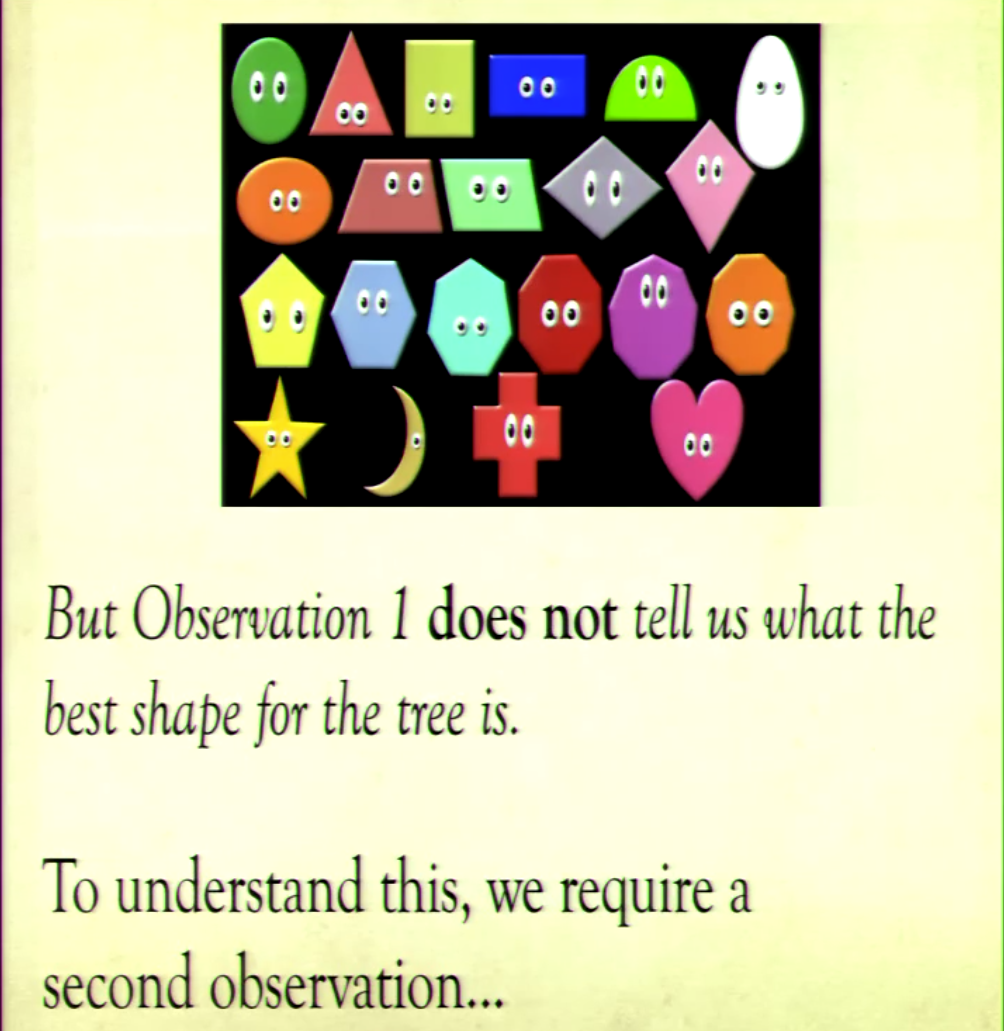 But Observation 1 does not tell us what the
best shape for the tree is.
To understand this, we require a
second observation...